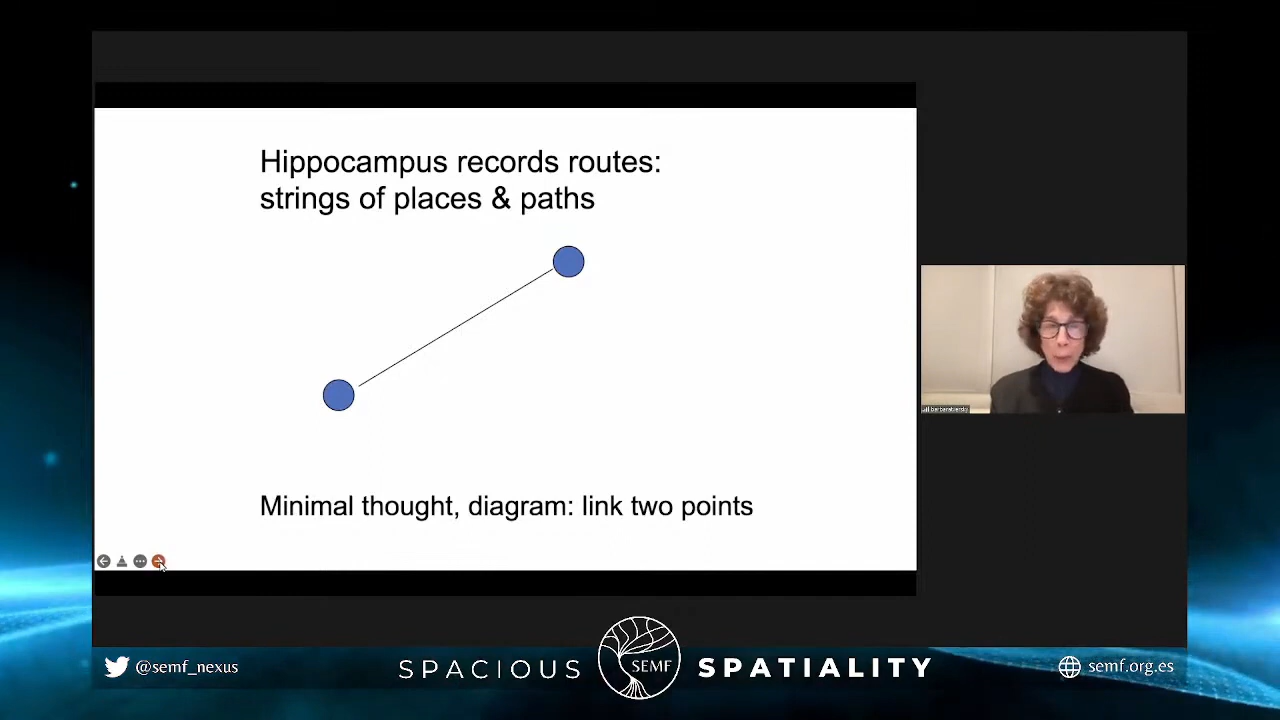 Hippocampus records routes:
strings of places & paths
Minimal thought, diagram: link two points
barbaratversky
@semf_nexus
SPACIOUS
SEMF
SPATIALITY
semf.org.es